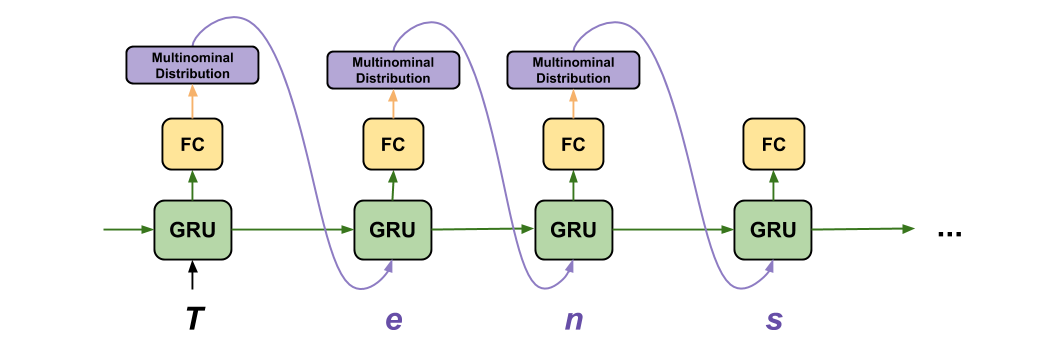 Multinominal
Distribution
Multinominal
Distribution
Multinominal
Distribution
FC
FC
FC
FC
GRU
GRU
GRU
GRU
...
T
e
n
s